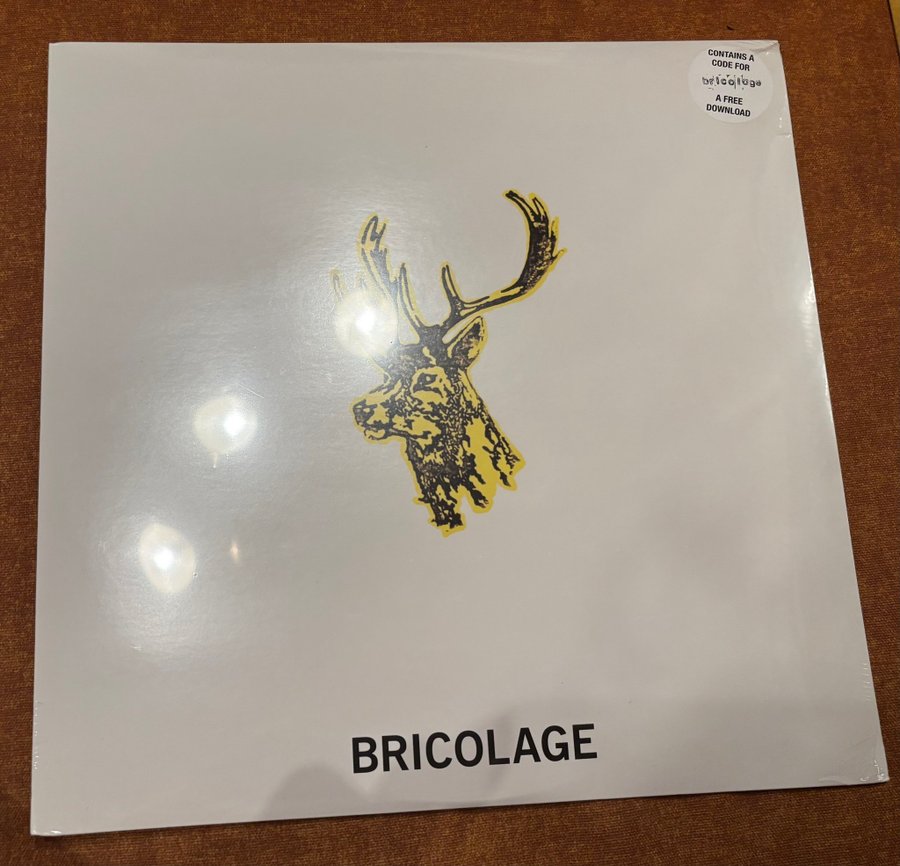 CONTAINS A
CODE FOR
bricolage
A FREE
DOWNLOAD
BRICOLAGE